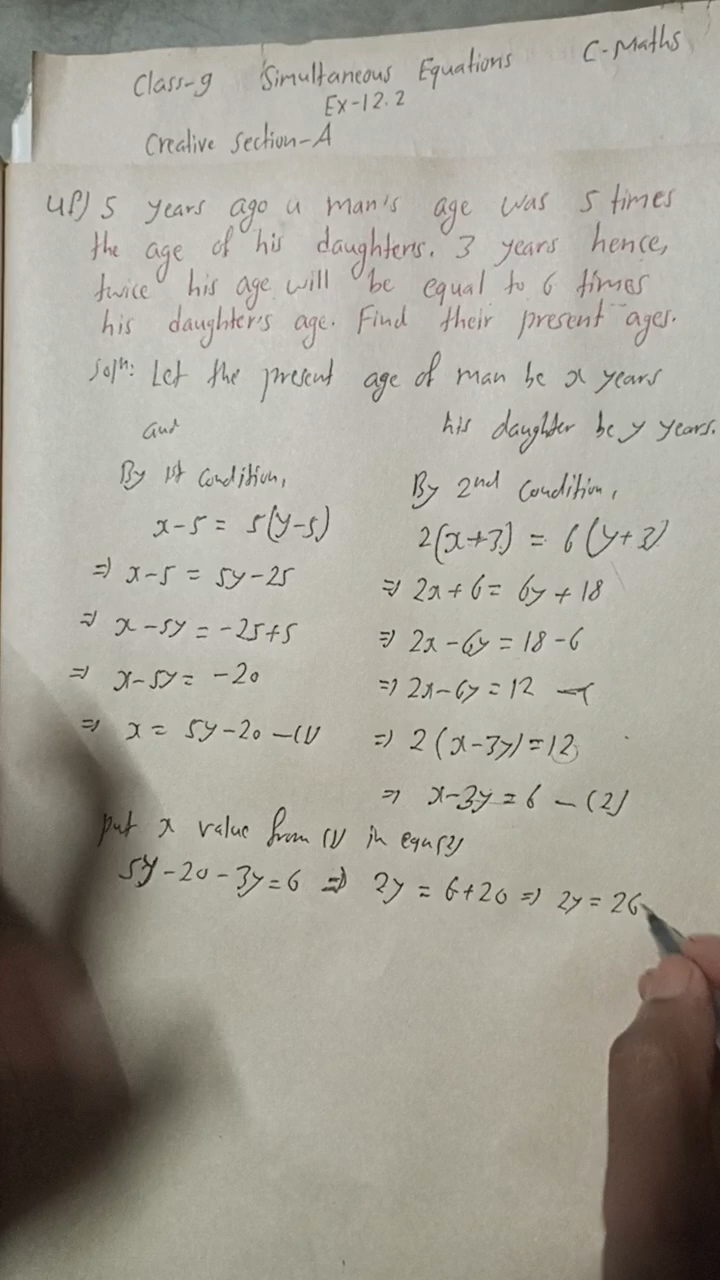 Class-9 Simultaneous Equations C-Maths
Ex-12.2
Creative section-A
4f) 5 years ago a man's age was 5 times
the age of his daughters. 3 years hence,
twice his age will be equal to 6 times
his daughter's age. Find their present ages.
Solⁿ: Let the present age of man be x years
and his daughter be y years.
By 1st condition,
x-5 = 5(y-5)
⇒ x-5 = 5y-25
⇒ x-5y = -25+5
⇒ x-5y = -20
⇒ x = 5y-20 -(1)
By 2nd condition,
2(x+3) = 6(y+3)
⇒ 2x+6 = 6y+18
⇒ 2x-6y = 18-6
⇒ 2x-6y = 12
⇒ 2(x-3y) = 12
⇒ x-3y = 6 -(2)
put x value from (1) in eqn(2)
5y-20-3y=6 ⇒ 2y = 6+20 ⇒ 2y = 26